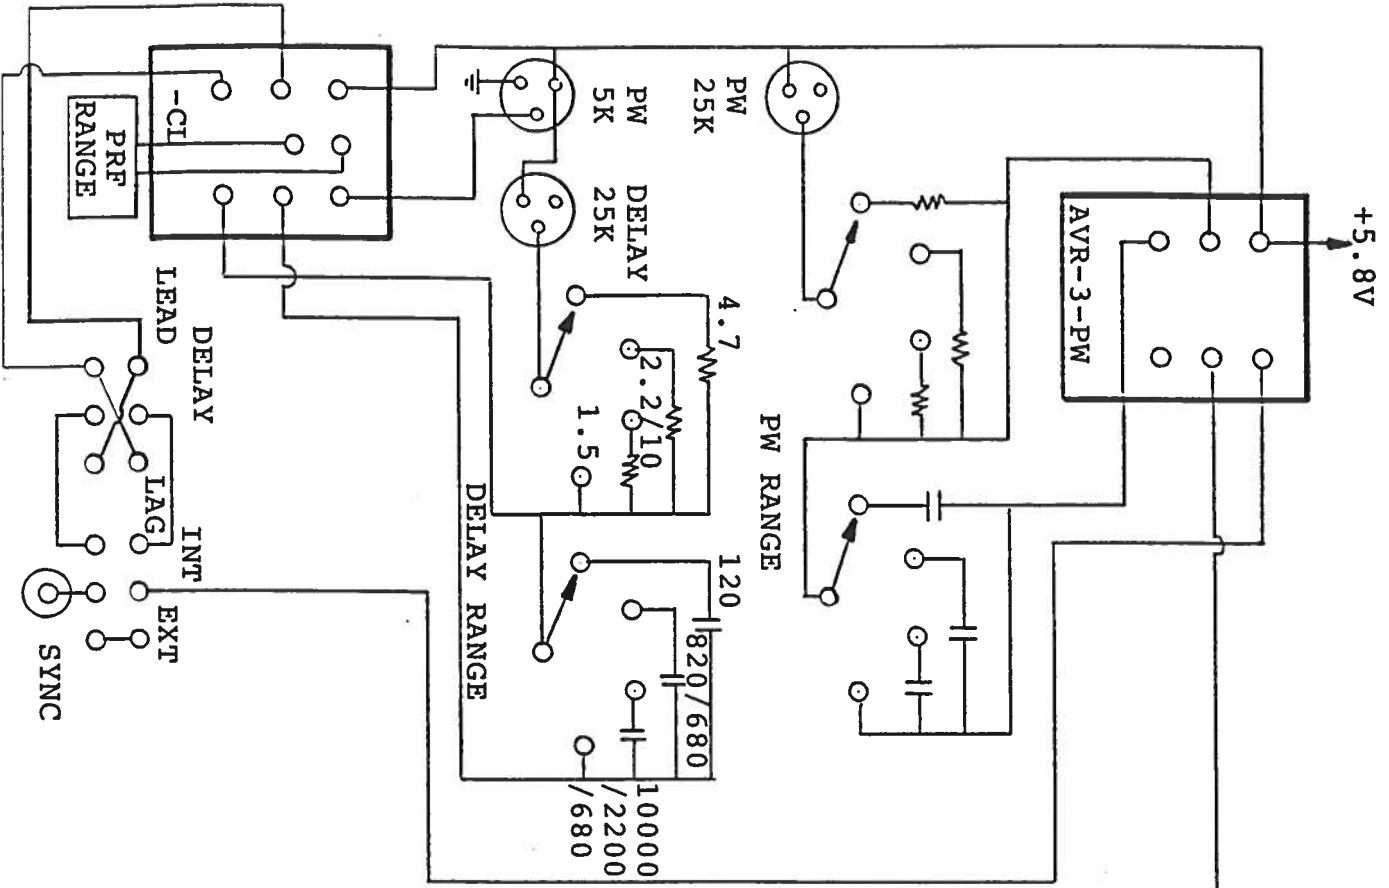 +5.8V
AVR-3-PW
PW
25K
PW RANGE
PW
5K
DELAY
25K
4.7
2.2/10
1.5
120
820/680
10000
/2200
/680
DELAY RANGE
-CL
PRF
RANGE
DELAY
LEAD
LAG
INT
EXT
SYNC